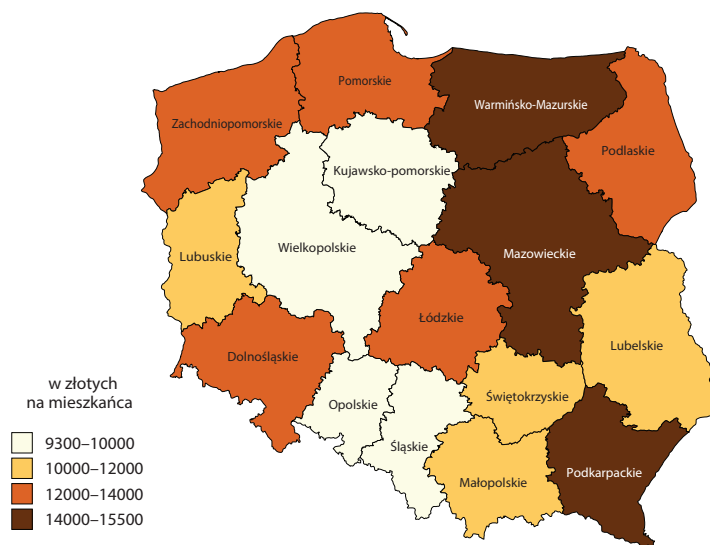 Pomorskie
Warmińsko-Mazurskie
Zachodniopomorskie
Podlaskie
Kujawsko-pomorskie
Wielkopolskie
Mazowieckie
Lubuskie
Łódzkie
Lubelskie
Dolnośląskie
Świętokrzyskie
Opolskie
Śląskie
Podkarpackie
Małopolskie
w złotych
na mieszkańca
9300–10000
10000–12000
12000–14000
14000–15500